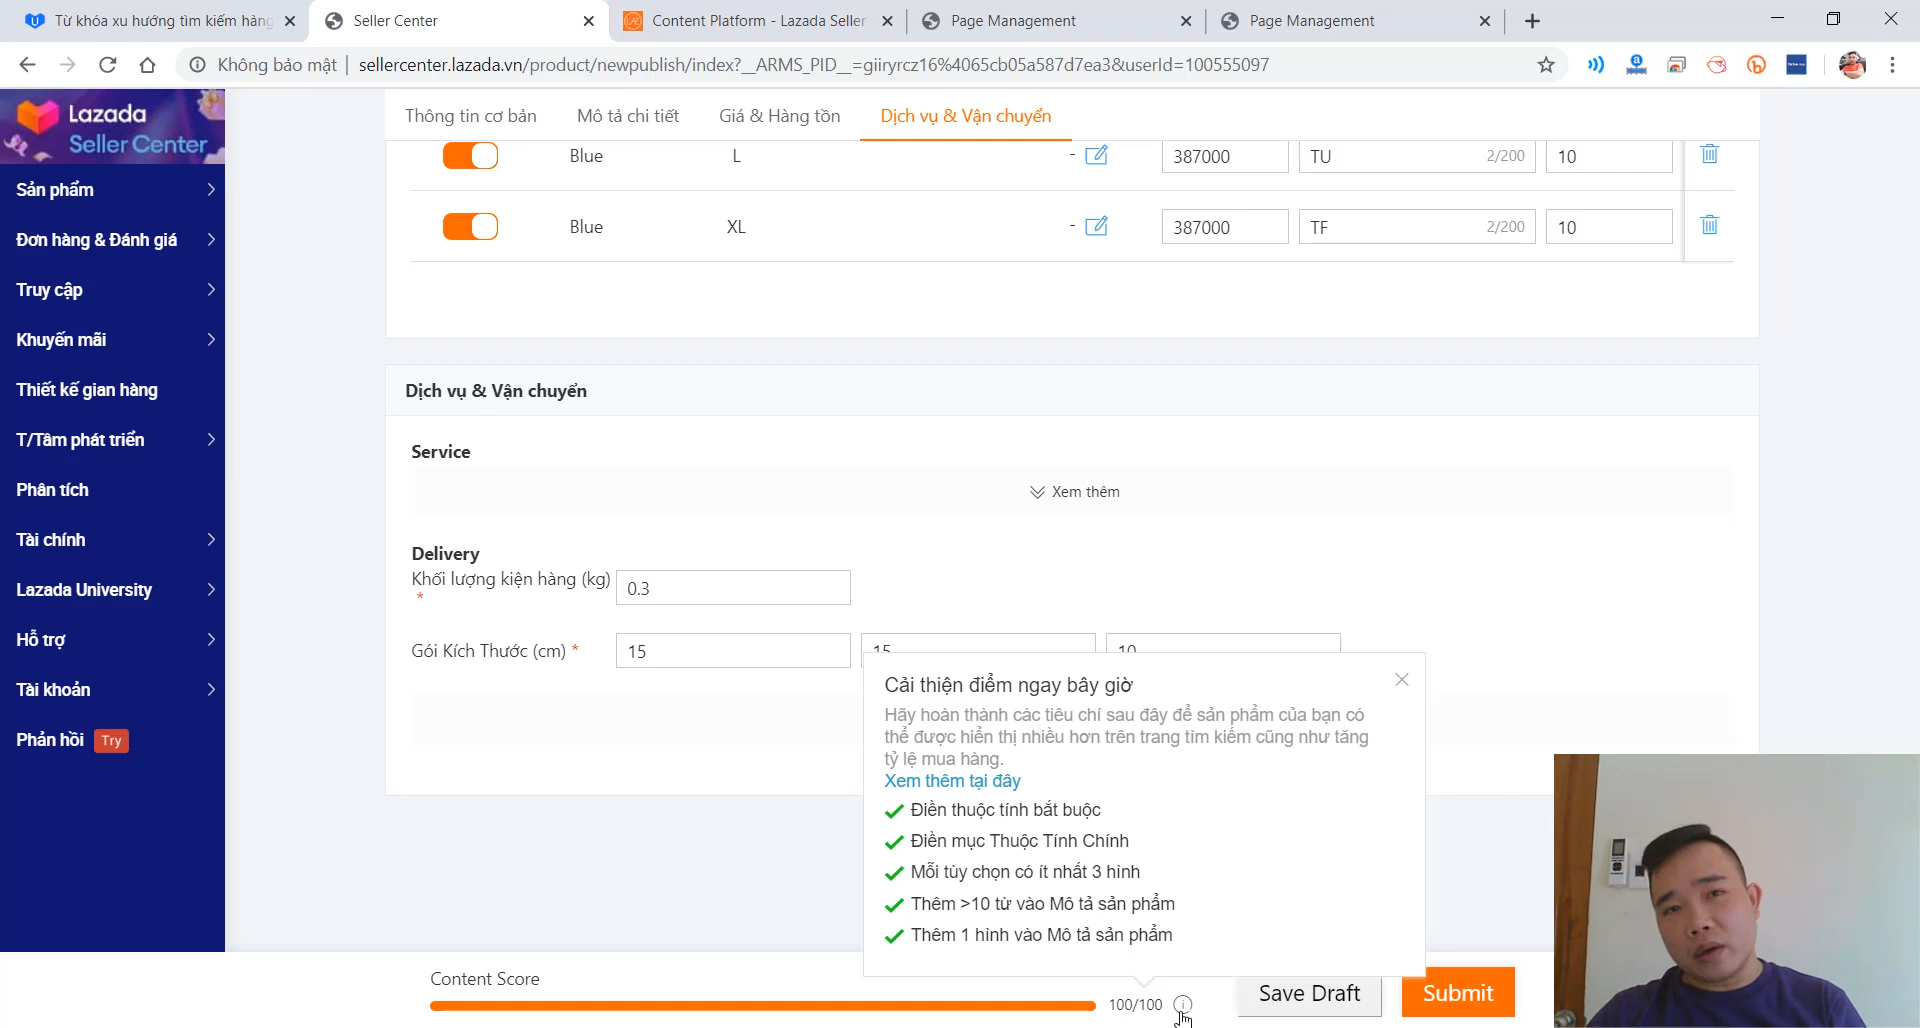 Từ khóa xu hướng tìm kiếm hàng
Seller Center
Content Platform - Lazada Seller
Page Management
Page Management
Không bảo mật
sellercenter.lazada.vn/product/newpublish/index?__ARMS_PID__=giiryrcz16%4065cb05a587d7ea3&userId=100555097
Lazada
Seller Center
Sản phẩm
Đơn hàng & Đánh giá
Truy cập
Khuyến mãi
Thiết kế gian hàng
T/Tâm phát triển
Phân tích
Tài chính
Lazada University
Hỗ trợ
Tài khoản
Phản hồi Try
Thông tin cơ bản
Mô tả chi tiết
Giá & Hàng tồn
Dịch vụ & Vận chuyển
Blue L - 387000 TU 2/200 10
Blue XL - 387000 TF 2/200 10
Dịch vụ & Vận chuyển
Service
Xem thêm
Delivery
Khối lượng kiện hàng (kg) 0.3
*
Gói Kích Thước (cm) * 15 15 10
Cải thiện điểm ngay bây giờ
Hãy hoàn thành các tiêu chí sau đây để sản phẩm của bạn có
thể được hiển thị nhiều hơn trên trang tìm kiếm cũng như tăng
tỷ lệ mua hàng.
Xem thêm tại đây
Điền thuộc tính bắt buộc
Điền mục Thuộc Tính Chính
Mỗi tùy chọn có ít nhất 3 hình
Thêm >10 từ vào Mô tả sản phẩm
Thêm 1 hình vào Mô tả sản phẩm
Content Score
100/100
Save Draft
Submit